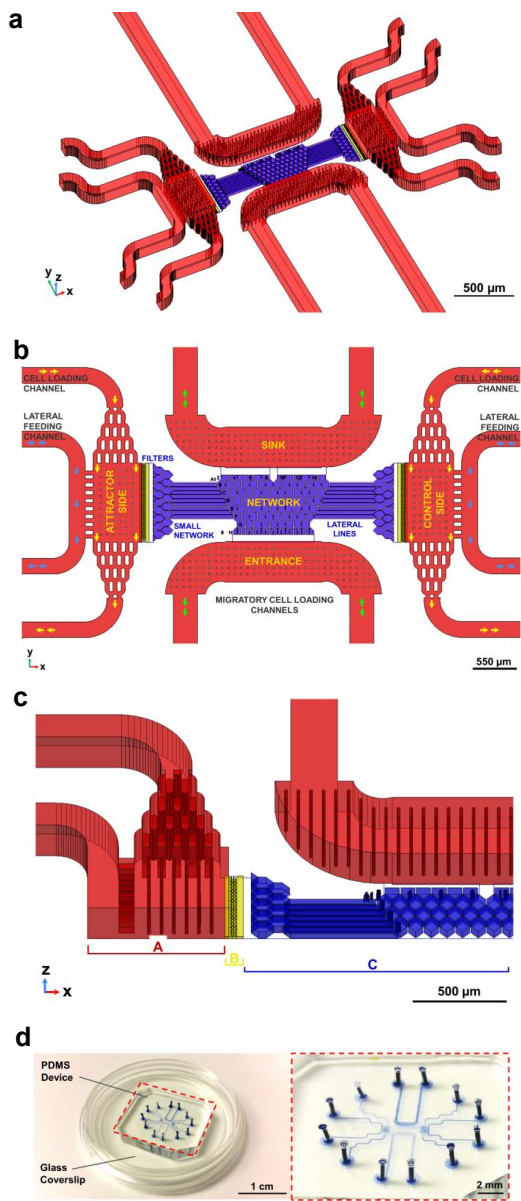 a
y
z
x
500 µm
b
CELL LOADING
CHANNEL
CELL LOADING
CHANNEL
LATERAL
FEEDING
CHANNEL
LATERAL
FEEDING
CHANNEL
SINK
FILTERS
ATTRACTOR
SIDE
NETWORK
CONTROL
SIDE
SMALL
NETWORK
LATERAL
LINES
ENTRANCE
MIGRATORY CELL LOADING
CHANNELS
y
x
550 µm
c
A
B
C
z
x
500 µm
d
PDMS
Device
Glass
Coverslip
1 cm
2 mm